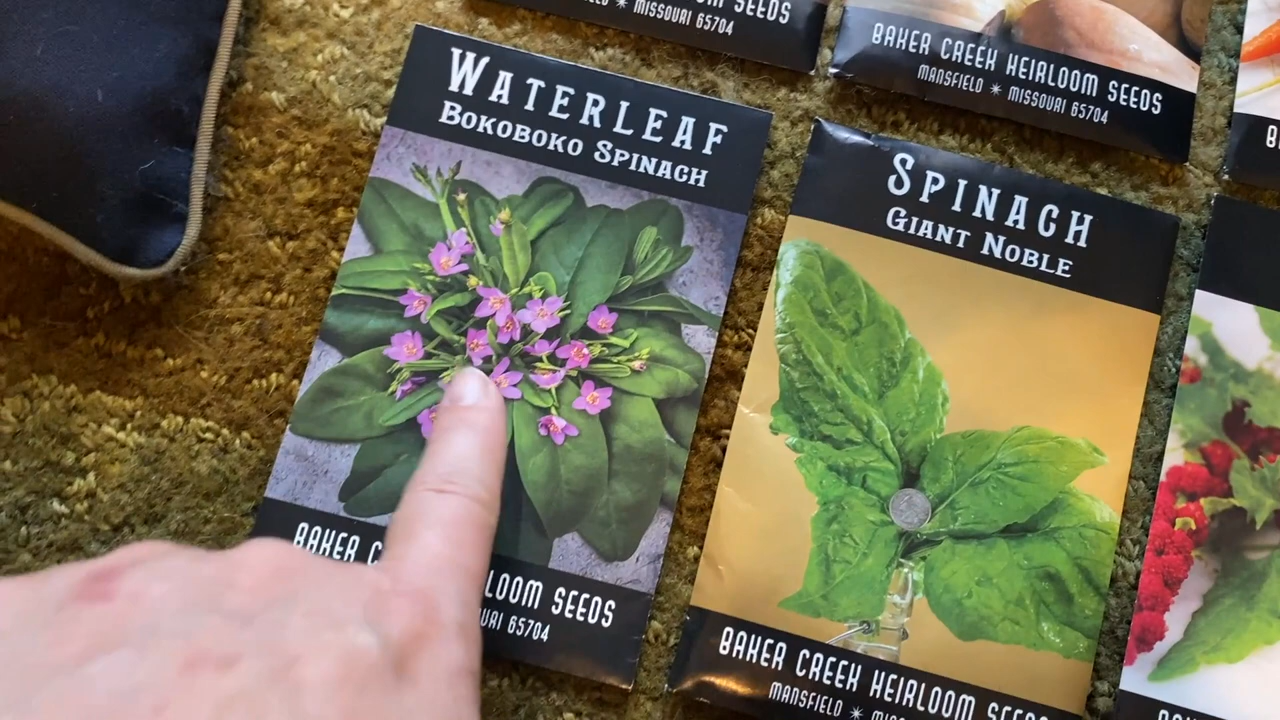 OM SEEDS
MISSOURI 65704
BAKER CREEK HEIRLOOM SEEDS
MANSFIELD * MISSOURI 65704
WATERLEAF
BOKOBOKO SPINACH
BAKER C
LOOM SEEDS
URI 65704
SPINACH
GIANT NOBLE
BAKER CREEK HEIRLOOM SEEDS
MANSFIELD *